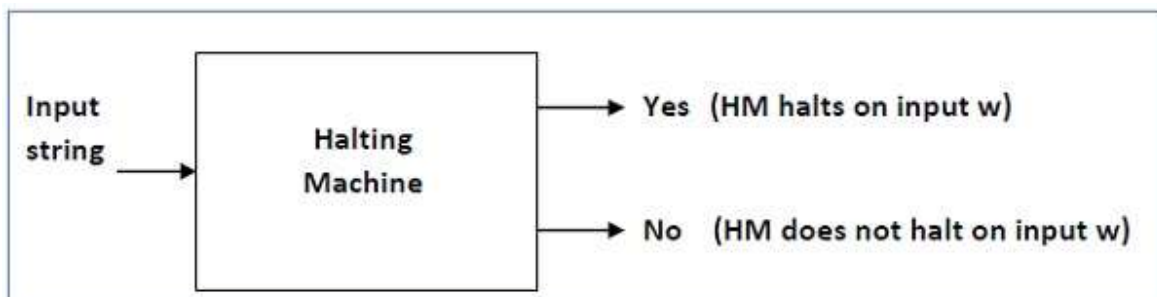 Input
string
Halting
Machine
Yes (HM halts on input w)
No (HM does not halt on input w)